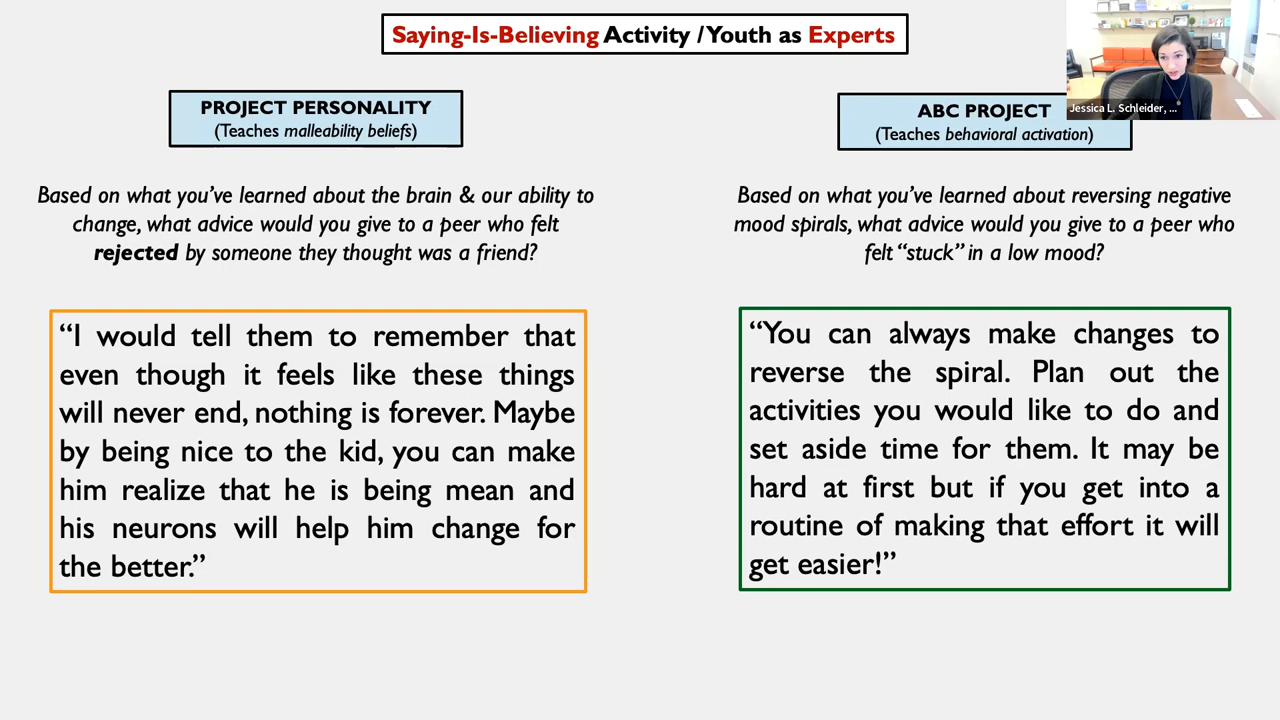 Saying-Is-Believing Activity / Youth as Experts
Jessica L. Schleider, ...
PROJECT PERSONALITY
(Teaches malleability beliefs)
Based on what you’ve learned about the brain & our ability to
change, what advice would you give to a peer who felt
rejected by someone they thought was a friend?
“I would tell them to remember that
even though it feels like these things
will never end, nothing is forever. Maybe
by being nice to the kid, you can make
him realize that he is being mean and
his neurons will help him change for
the better.”
ABC PROJECT
(Teaches behavioral activation)
Based on what you’ve learned about reversing negative
mood spirals, what advice would you give to a peer who
felt “stuck” in a low mood?
“You can always make changes to
reverse the spiral. Plan out the
activities you would like to do and
set aside time for them. It may be
hard at first but if you get into a
routine of making that effort it will
get easier!”